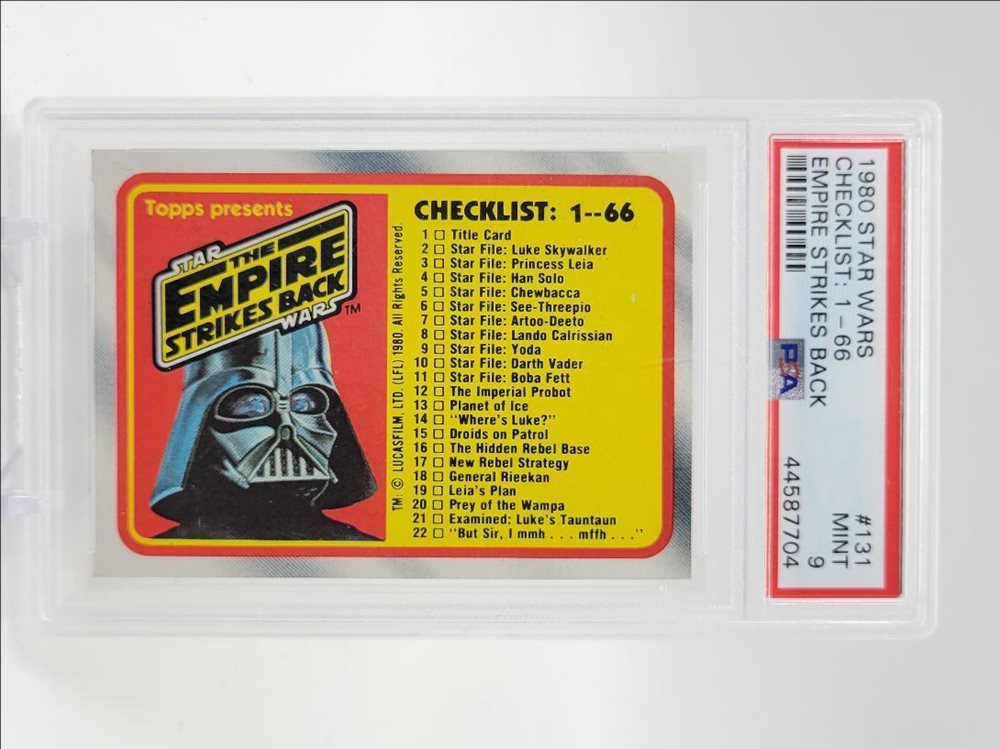 Topps presents
STAR
THE
EMPIRE
STRIKES BACK
WARS™
TM: © LUCASFILM, LTD. (LFL) 1980. All Rights Reserved.
CHECKLIST: 1--66
1 □ Title Card
2 □ Star File: Luke Skywalker
3 □ Star File: Princess Leia
4 □ Star File: Han Solo
5 □ Star File: Chewbacca
6 □ Star File: See-Threepio
7 □ Star File: Artoo-Deeto
8 □ Star File: Lando Calrissian
9 □ Star File: Yoda
10 □ Star File: Darth Vader
11 □ Star File: Boba Fett
12 □ The Imperial Probot
13 □ Planet of Ice
14 □ "Where's Luke?"
15 □ Droids on Patrol
16 □ The Hidden Rebel Base
17 □ New Rebel Strategy
18 □ General Rieekan
19 □ Leia's Plan
20 □ Prey of the Wampa
21 □ Examined: Luke's Tauntaun
22 □ "But Sir, I mmh . . . mffh . . ."
1980 STAR WARS #131
CHECKLIST: 1-66 MINT
EMPIRE STRIKES BACK 9
PSA 44587704